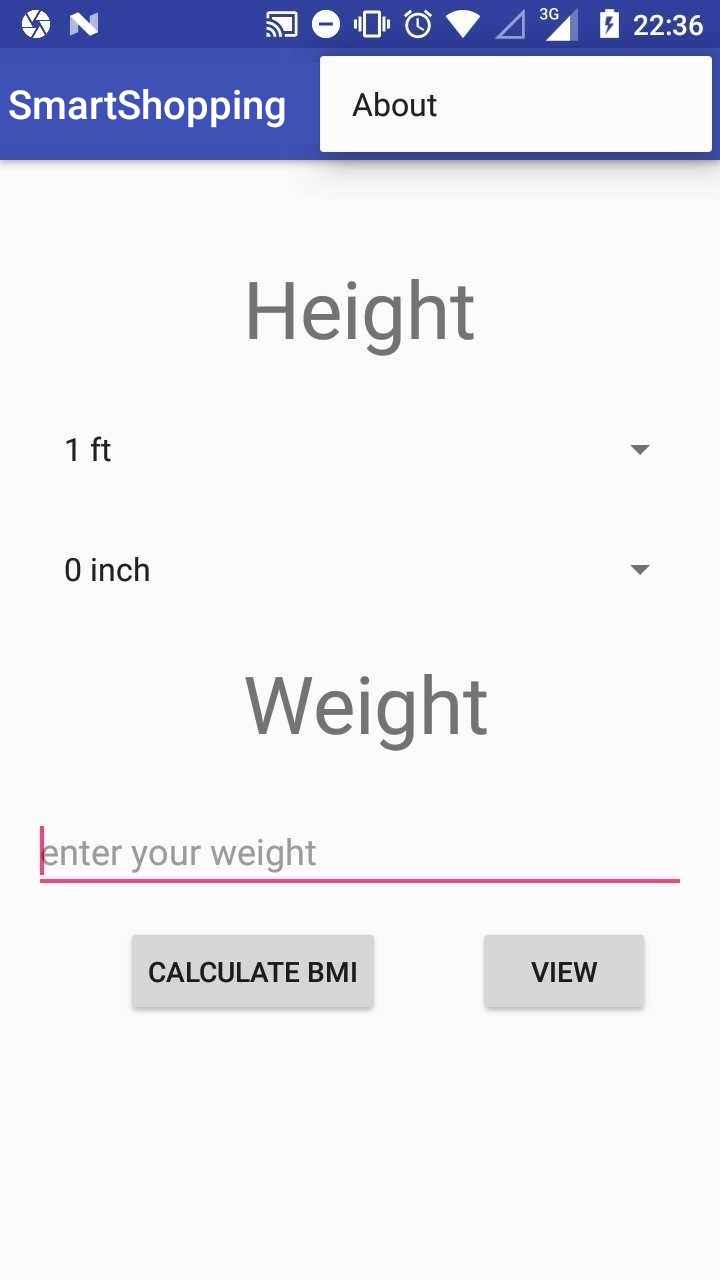 3G 22:36
SmartShopping
About
Height
1 ft
0 inch
Weight
enter your weight
CALCULATE BMI VIEW